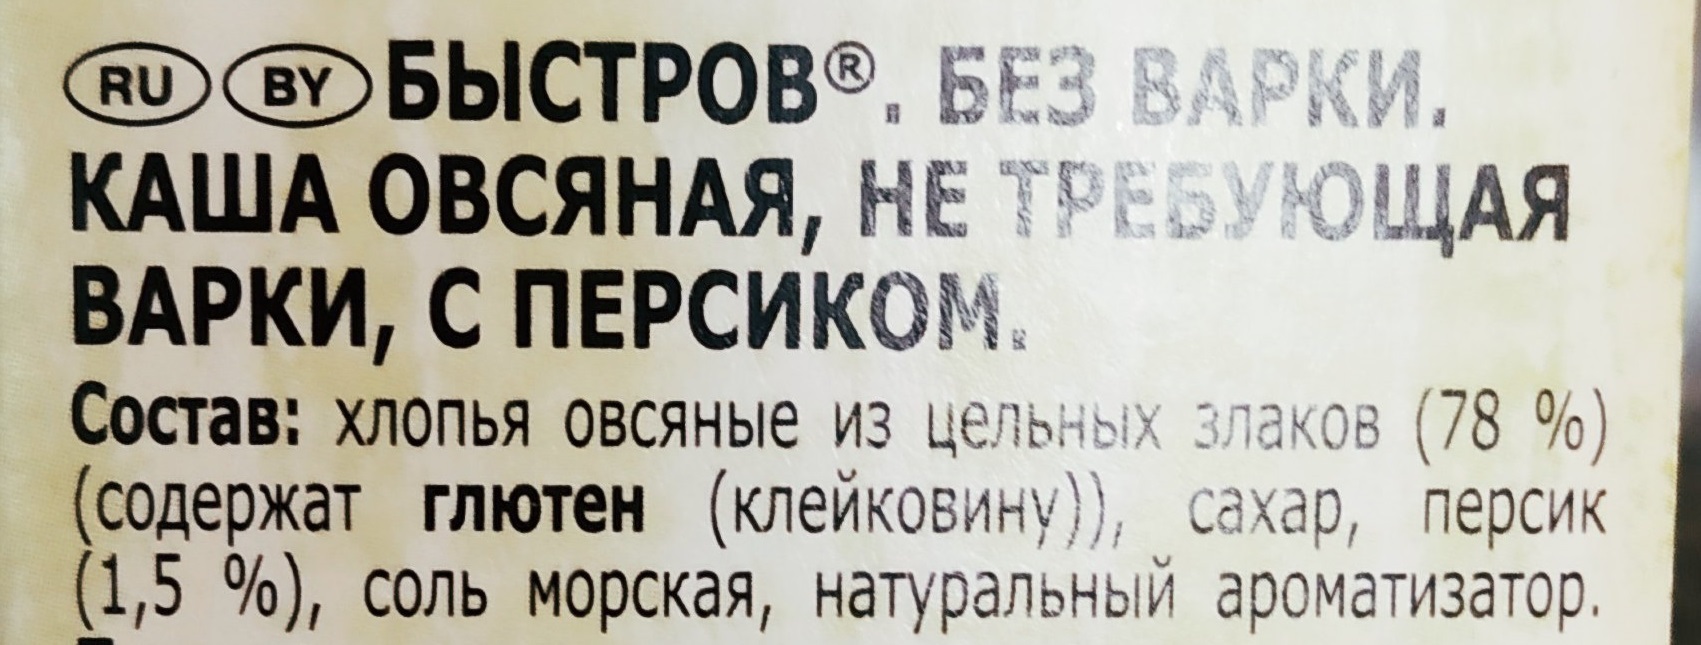 RU BY БЫСТРОВ®. БЕЗ ВАРКИ.
КАША ОВСЯНАЯ, НЕ ТРЕБУЮЩАЯ
ВАРКИ, С ПЕРСИКОМ.
Состав: хлопья овсяные из цельных злаков (78 %)
(содержат глютен (клейковину)), сахар, персик
(1,5 %), соль морская, натуральный ароматизатор.